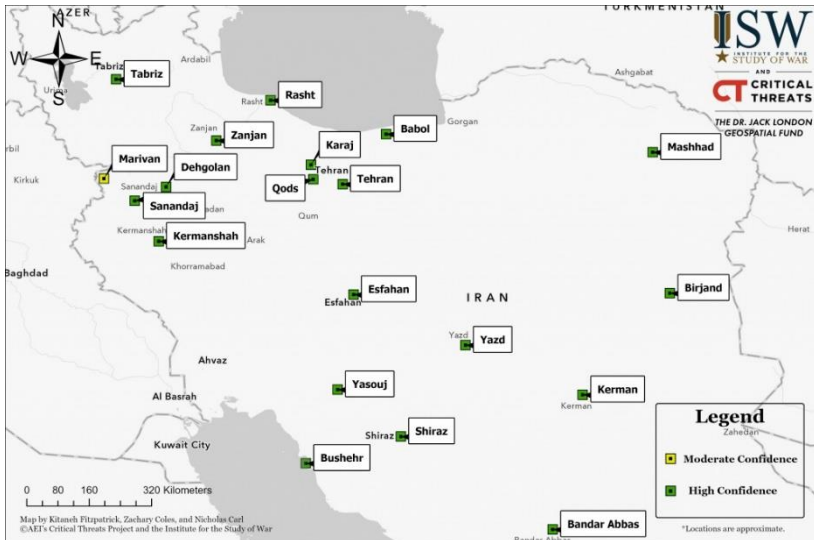 AZER
TURKMENISTAN
N
W
E
S
ISW
INSTITUTE FOR THE
STUDY OF WAR
AND
CT CRITICAL
THREATS
THE DR. JACK LONDON
GEOSPATIAL FUND
Tabriz
Tabriz
Ardabil
Urmia
Rasht
Rasht
Ashgabat
Zanjan
Zanjan
Babol
Gorgan
Karaj
Mashhad
Marivan
Dehgolan
Tehran
Tehran
Kirkuk
Sanandaj
Qods
Sanandaj
Qum
Kermanshah
Kermanshah
Arak
Herat
Khorramabad
Baghdad
Birjand
Esfahan
Esfahan
IRAN
Yazd
Yazd
Ahvaz
Yasouj
Kerman
Kerman
Al Basrah
Shiraz
Shiraz
Kuwait City
Bushehr
Legend
Zahedan
Moderate Confidence
High Confidence
0 80 160 320 Kilometers
Map by Kitaneh Fitzpatrick, Zachary Coles, and Nicholas Carl
©AEI's Critical Threats Project and the Institute for the Study of War
Bandar Abbas
Bandar Abbas
*Locations are approximate.